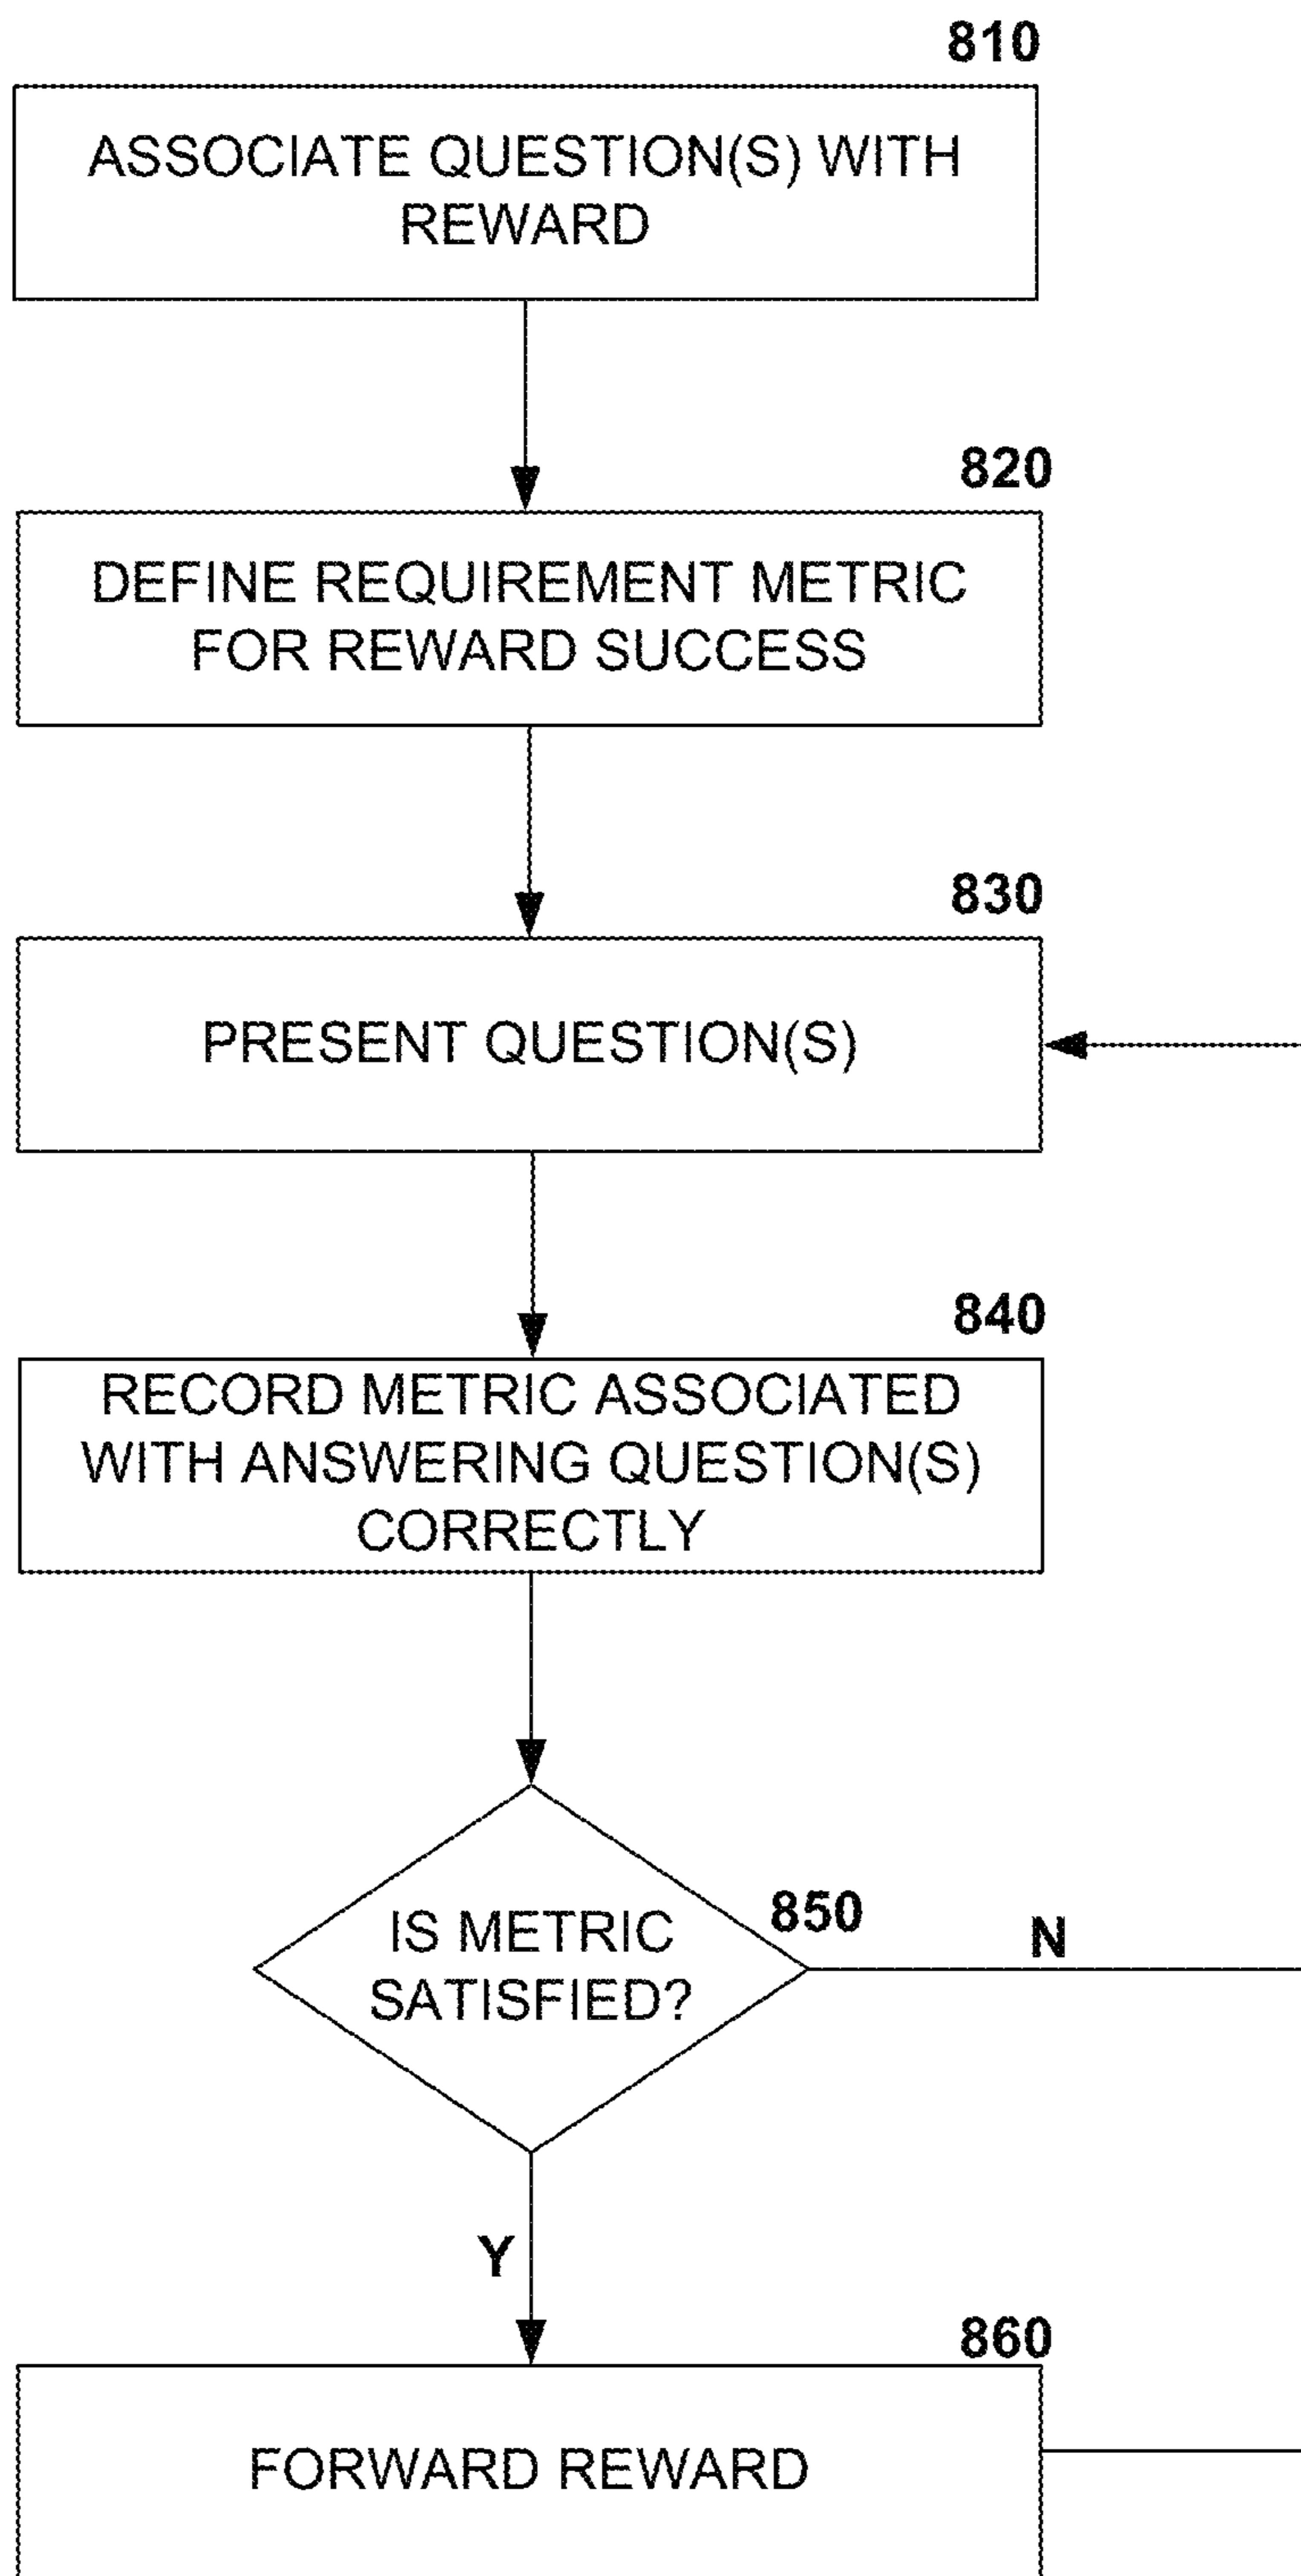 810
ASSOCIATE QUESTION(S) WITH
REWARD
820
DEFINE REQUIREMENT METRIC
FOR REWARD SUCCESS
830
PRESENT QUESTION(S)
840
RECORD METRIC ASSOCIATED
WITH ANSWERING QUESTION(S)
CORRECTLY
850
IS METRIC
SATISFIED?
N
Y
860
FORWARD REWARD